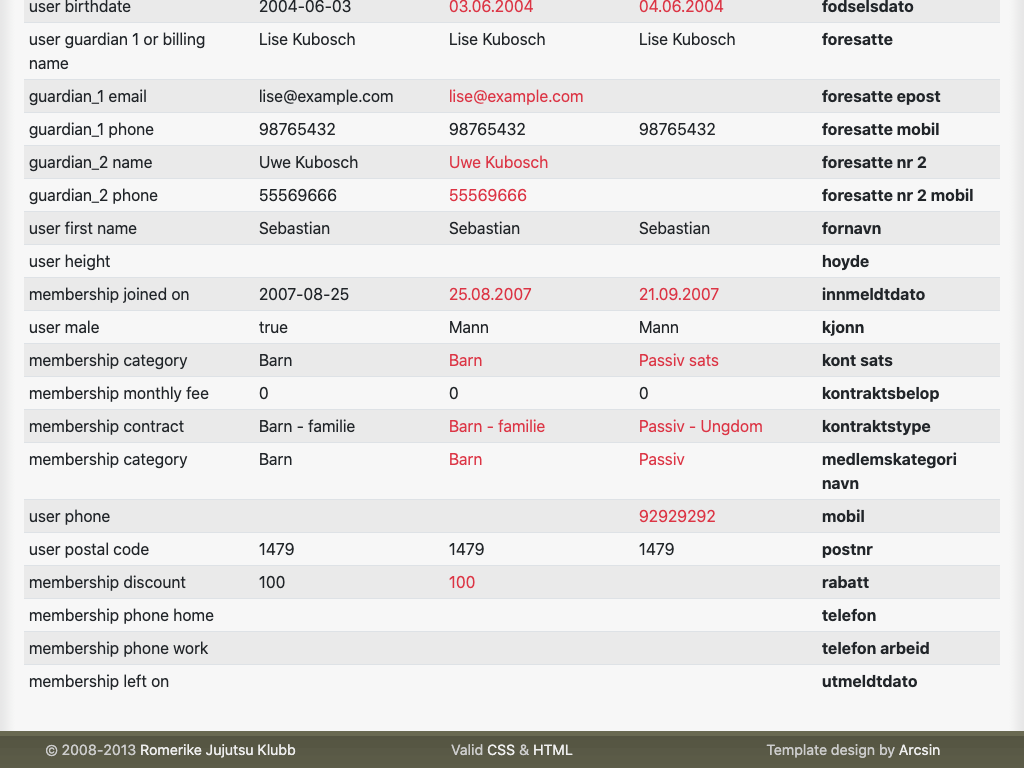 user birthdate 2004-06-03 03.06.2004 04.06.2004 fodselsdato
user guardian 1 or billing Lise Kubosch Lise Kubosch Lise Kubosch foresatte
name
guardian_1 email lise@example.com lise@example.com foresatte epost
guardian_1 phone 98765432 98765432 98765432 foresatte mobil
guardian_2 name Uwe Kubosch Uwe Kubosch foresatte nr 2
guardian_2 phone 55569666 55569666 foresatte nr 2 mobil
user first name Sebastian Sebastian Sebastian fornavn
user height hoyde
membership joined on 2007-08-25 25.08.2007 21.09.2007 innmeldtdato
user male true Mann Mann kjonn
membership category Barn Barn Passiv sats kont sats
membership monthly fee 0 0 0 kontraktsbelop
membership contract Barn - familie Barn - familie Passiv - Ungdom kontraktstype
membership category Barn Barn Passiv medlemskategori
navn
user phone 92929292 mobil
user postal code 1479 1479 1479 postnr
membership discount 100 100 rabatt
membership phone home telefon
membership phone work telefon arbeid
membership left on utmeldtdato
© 2008-2013 Romerike Jujutsu Klubb Valid CSS & HTML Template design by Arcsin